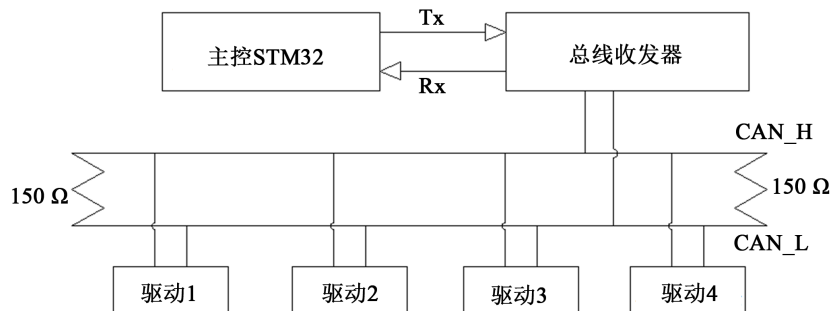 主控STM32
Tx
Rx
总线收发器
CAN_H
150 Ω
150 Ω
CAN_L
驱动1
驱动2
驱动3
驱动4